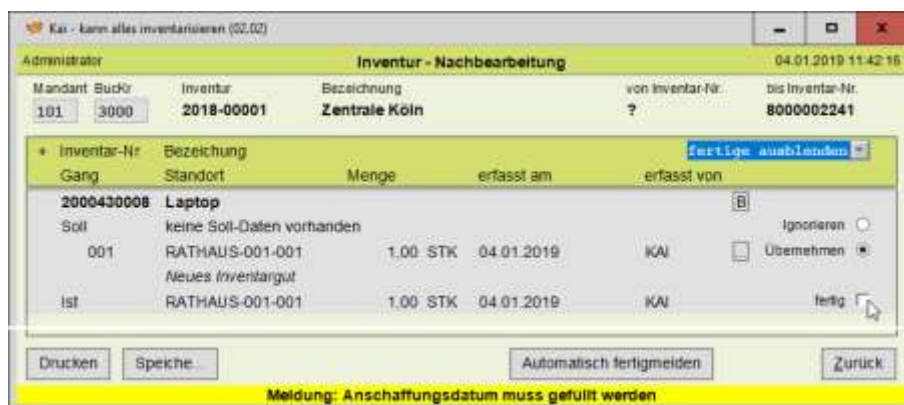 Kai - kann alles inventarisieren (02.02)
Administrator Inventur - Nachbearbeitung 04.01.2019 11:42:16
Mandant BucKr Inventur Bezeichnung von Inventar-Nr. bis Inventar-Nr.
101 3000 2018-00001 Zentrale Köln ? 8000002241
+ Inventar-Nr Bezeichung fertige ausblenden
Gang Standort Menge erfasst am erfasst von
2000430008 Laptop B
Soll keine Soll-Daten vorhanden Ignorieren
001 RATHAUS-001-001 1,00 STK 04.01.2019 KAI Übernehmen
Neues Inventargut
Ist RATHAUS-001-001 1,00 STK 04.01.2019 KAI fertig
Drucken Speiche... Automatisch fertigmelden Zurück
Meldung: Anschaffungsdatum muss gefüllt werden